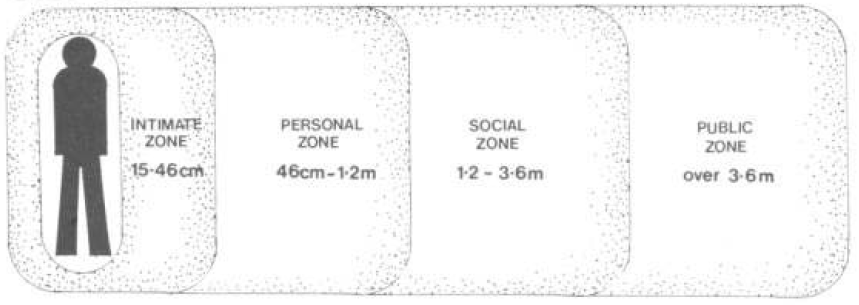 INTIMATE
ZONE
15-46cm
PERSONAL
ZONE
46cm-1·2m
SOCIAL
ZONE
1·2 - 3·6m
PUBLIC
ZONE
over 3·6m